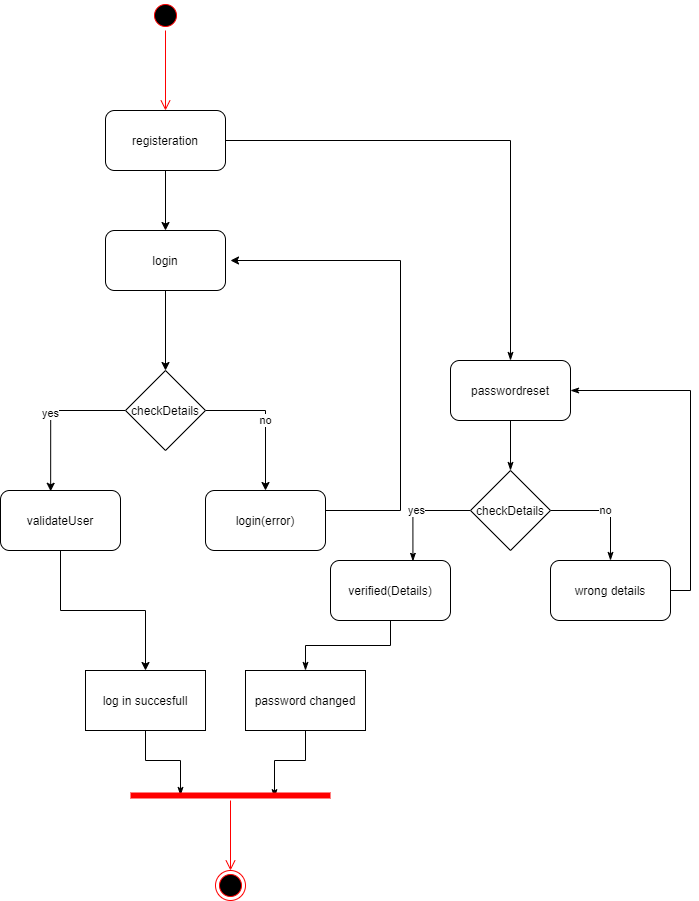 registeration
login
passwordreset
checkDetails
yes
no
validateUser
login(error)
checkDetails
yes
no
verified(Details)
wrong details
log in succesfull
password changed